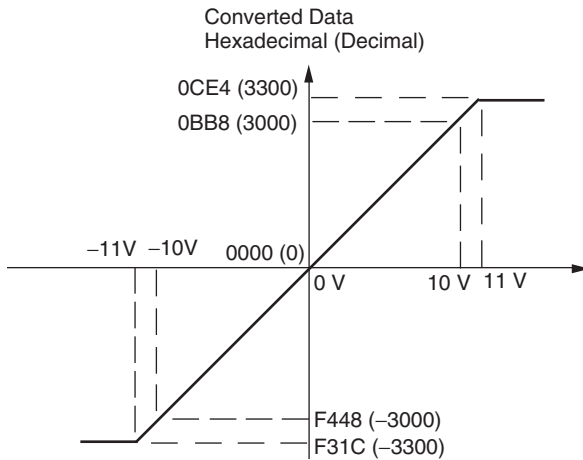 Converted Data
Hexadecimal (Decimal)
0CE4 (3300)
0BB8 (3000)
−11V −10V 0000 (0)
0 V 10 V 11 V
F448 (−3000)
F31C (−3300)